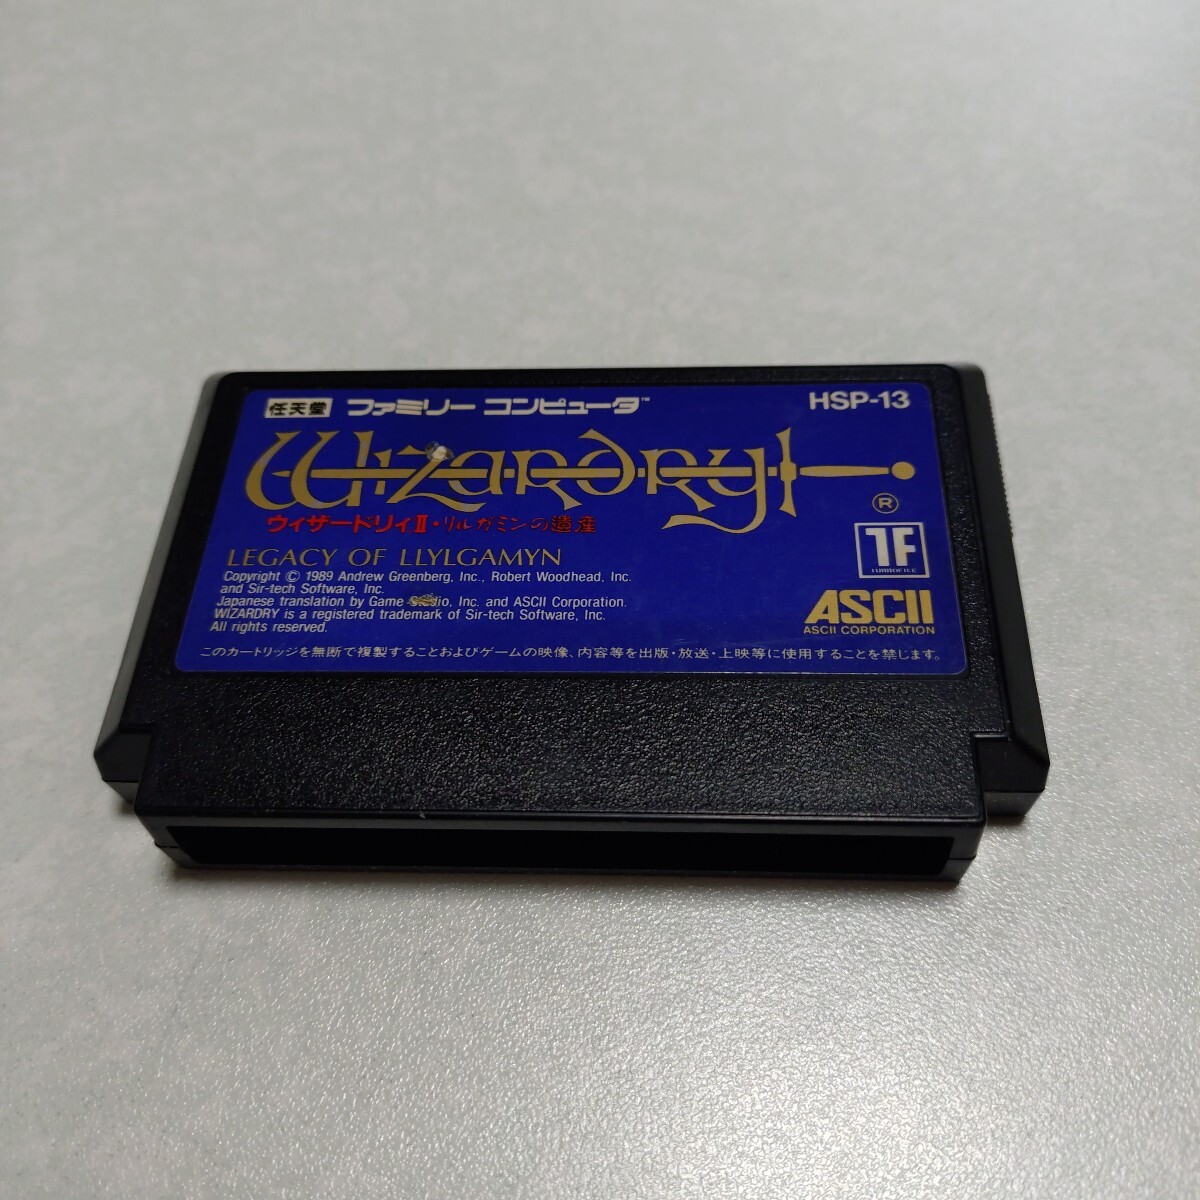 任天堂 ファミリー コンピュータ™ HSP-13
Wizardry
®
ウィザードリィⅡ・リルガミンの遺産
LEGACY OF LLYLGAMYN
TF
TURBO FILE
Copyright © 1989 Andrew Greenberg, Inc., Robert Woodhead, Inc.
and Sir-tech Software, Inc.
Japanese translation by Game Studio, Inc. and ASCII Corporation.
WIZARDRY is a registered trademark of Sir-tech Software, Inc.
All rights reserved.
ASCII
ASCII CORPORATION
このカートリッジを無断で複製することおよびゲームの映像、内容等を出版・放送・上映等に使用することを禁じます。